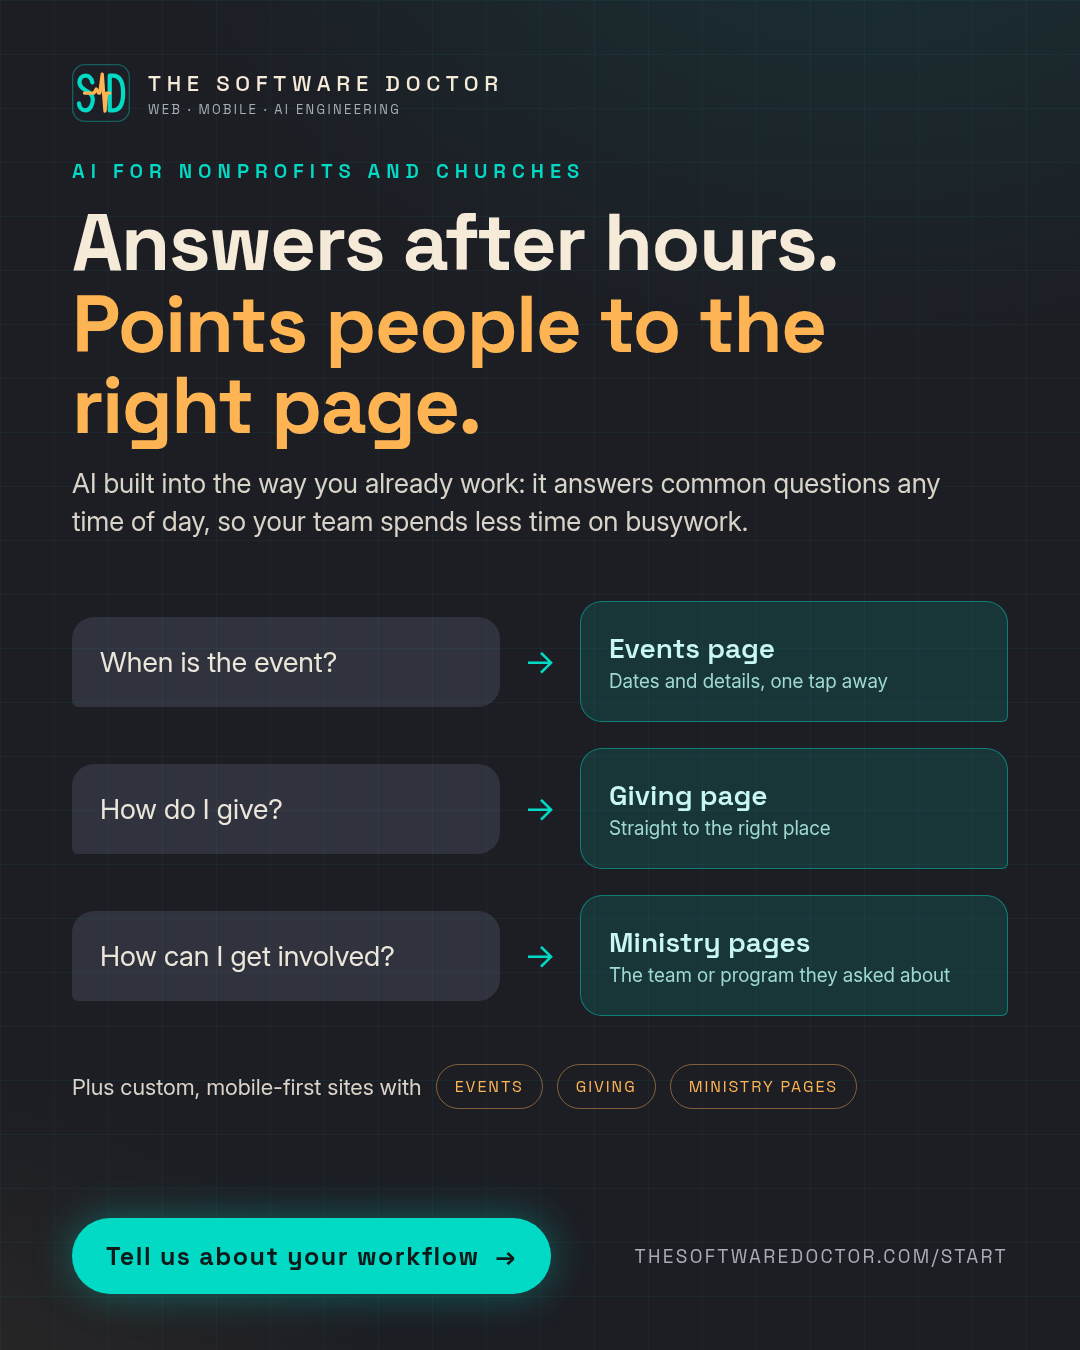 SD
THE SOFTWARE DOCTOR
WEB · MOBILE · AI ENGINEERING
AI FOR NONPROFITS AND CHURCHES
Answers after hours.
Points people to the
right page.
AI built into the way you already work: it answers common questions any
time of day, so your team spends less time on busywork.
When is the event?
→
Events page
Dates and details, one tap away
How do I give?
→
Giving page
Straight to the right place
How can I get involved?
→
Ministry pages
The team or program they asked about
Plus custom, mobile-first sites with
EVENTS
GIVING
MINISTRY PAGES
Tell us about your workflow →
THESOFTWAREDOCTOR.COM/START